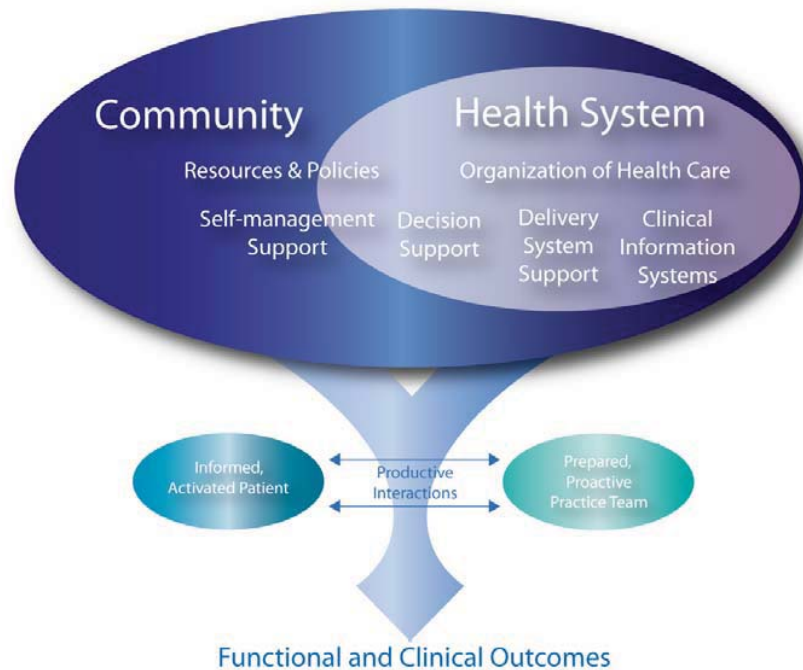 Community
Health System
Resources & Policies
Organization of Health Care
Self-management
Support
Decision
Support
Delivery
System
Support
Clinical
Information
Systems
Informed,
Activated Patient
Productive
Interactions
Prepared,
Proactive
Practice Team
Functional and Clinical Outcomes